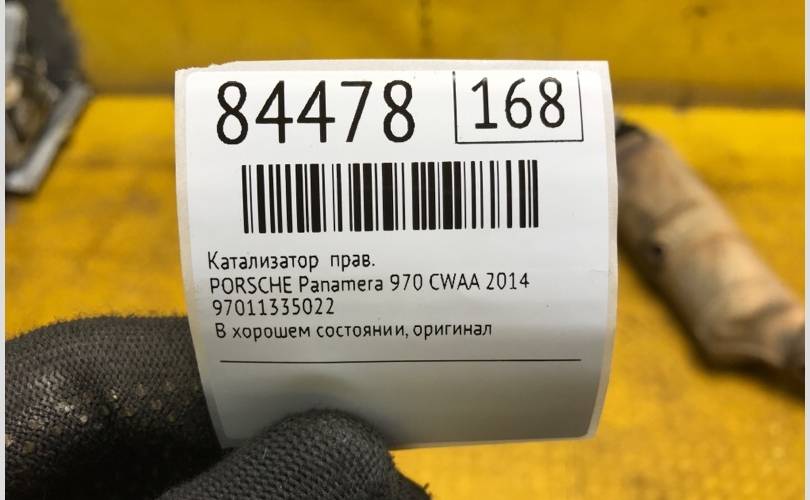 84478 168
Катализатор прав.
PORSCHE Panamera 970 CWAA 2014
97011335022
В хорошем состоянии, оригинал